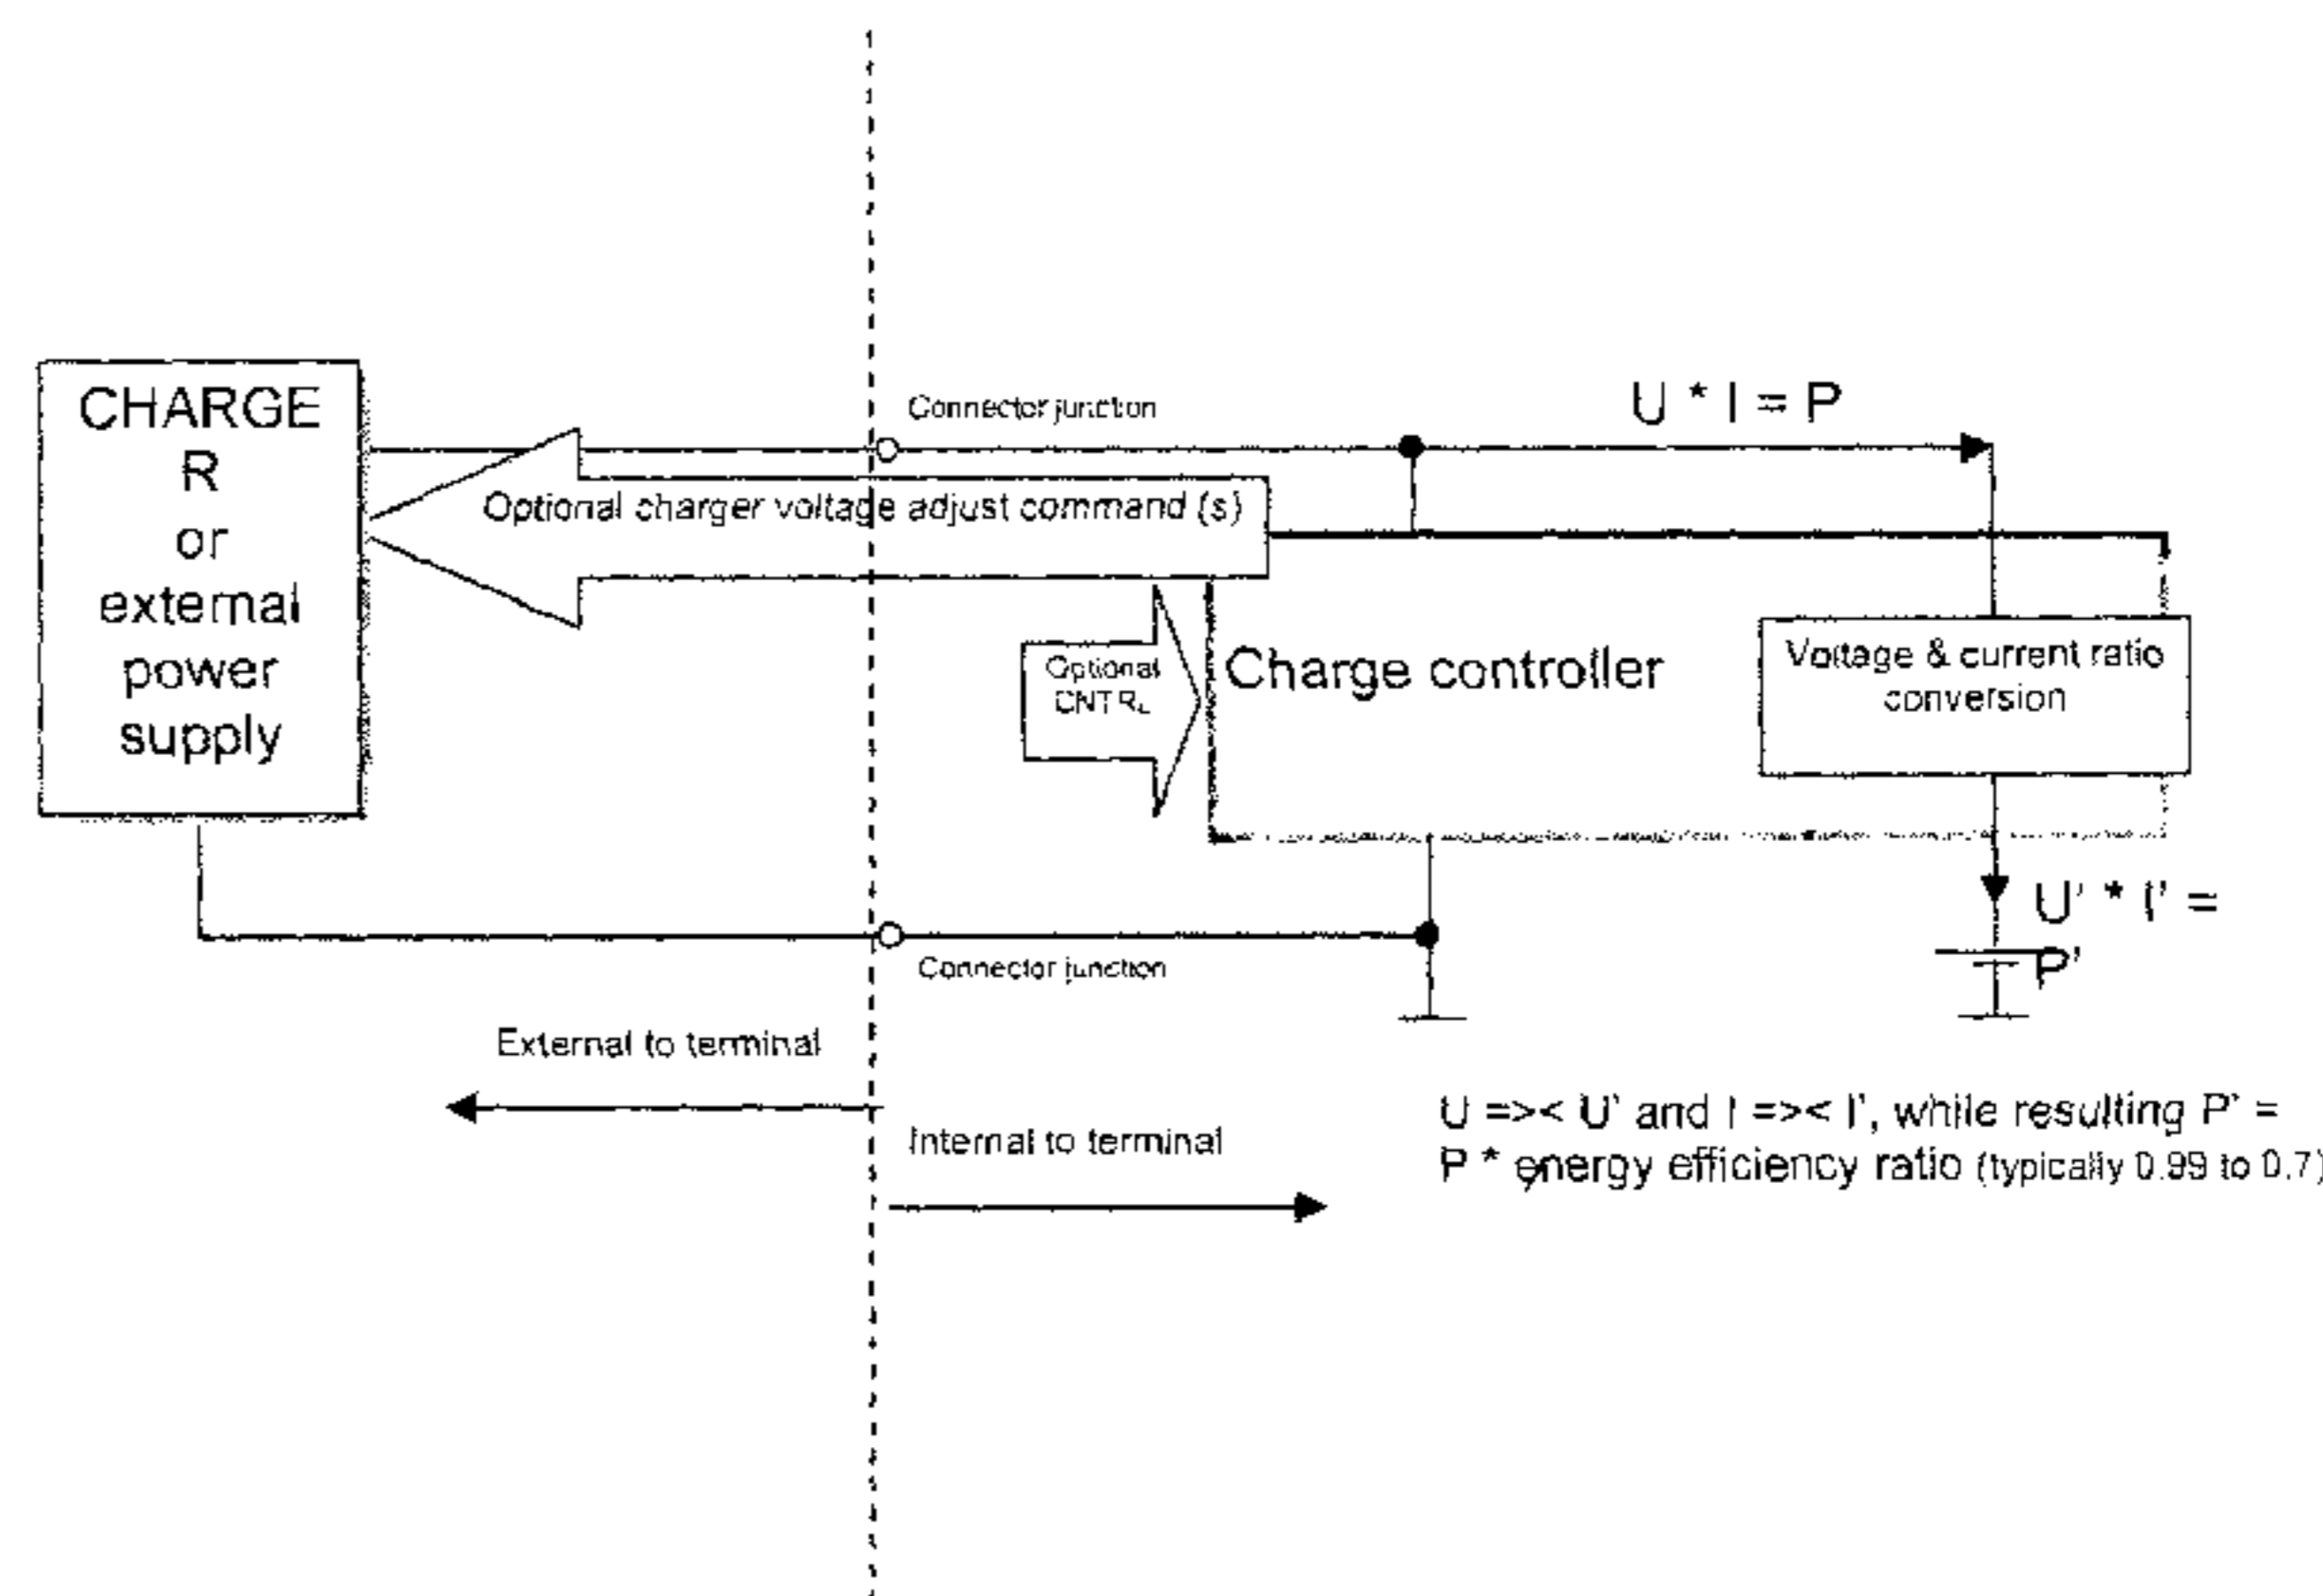 CHARGE
R
or
external
power
supply
Connector junction
U * I = P
Optional charger voltage adjust command (s)
Optional
CNTRL
Charge controller
Voltage & current ratio
conversion
U' * I' =
P'
Connector junction
External to terminal
Internal to terminal
U =>< U' and I =>< I', while resulting P' =
P * energy efficiency ratio (typically 0.99 to 0.7)